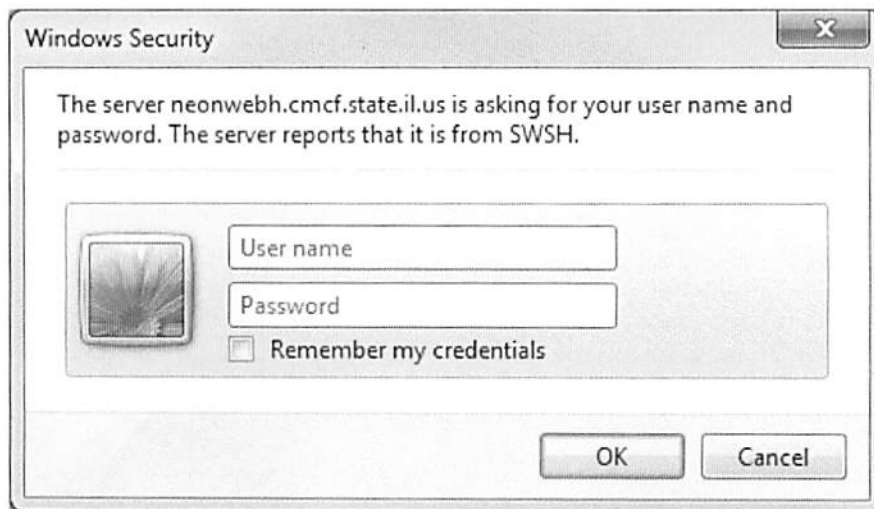 Windows Security
The server neonwebh.cmcf.state.il.us is asking for your user name and
password. The server reports that it is from SWSH.
User name
Password
Remember my credentials
OK
Cancel